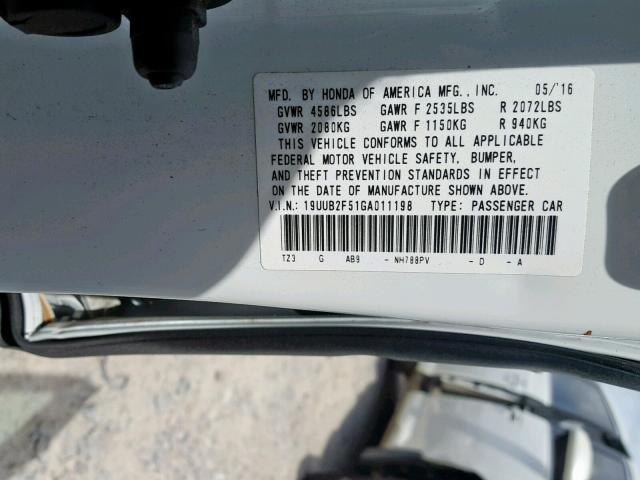 MFD. BY HONDA OF AMERICA MFG.,INC. 05/'16
GVWR 4586LBS GAWR F 2535LBS R 2072LBS
GVWR 2080KG GAWR F 1150KG R 940KG
THIS VEHICLE CONFORMS TO ALL APPLICABLE
FEDERAL MOTOR VEHICLE SAFETY, BUMPER,
AND THEFT PREVENTION STANDARDS IN EFFECT
ON THE DATE OF MANUFACTURE SHOWN ABOVE.
V.I.N.: 19UUB2F51GA011198 TYPE: PASSENGER CAR
TZ3 G AB9 - NH788PV - D - A